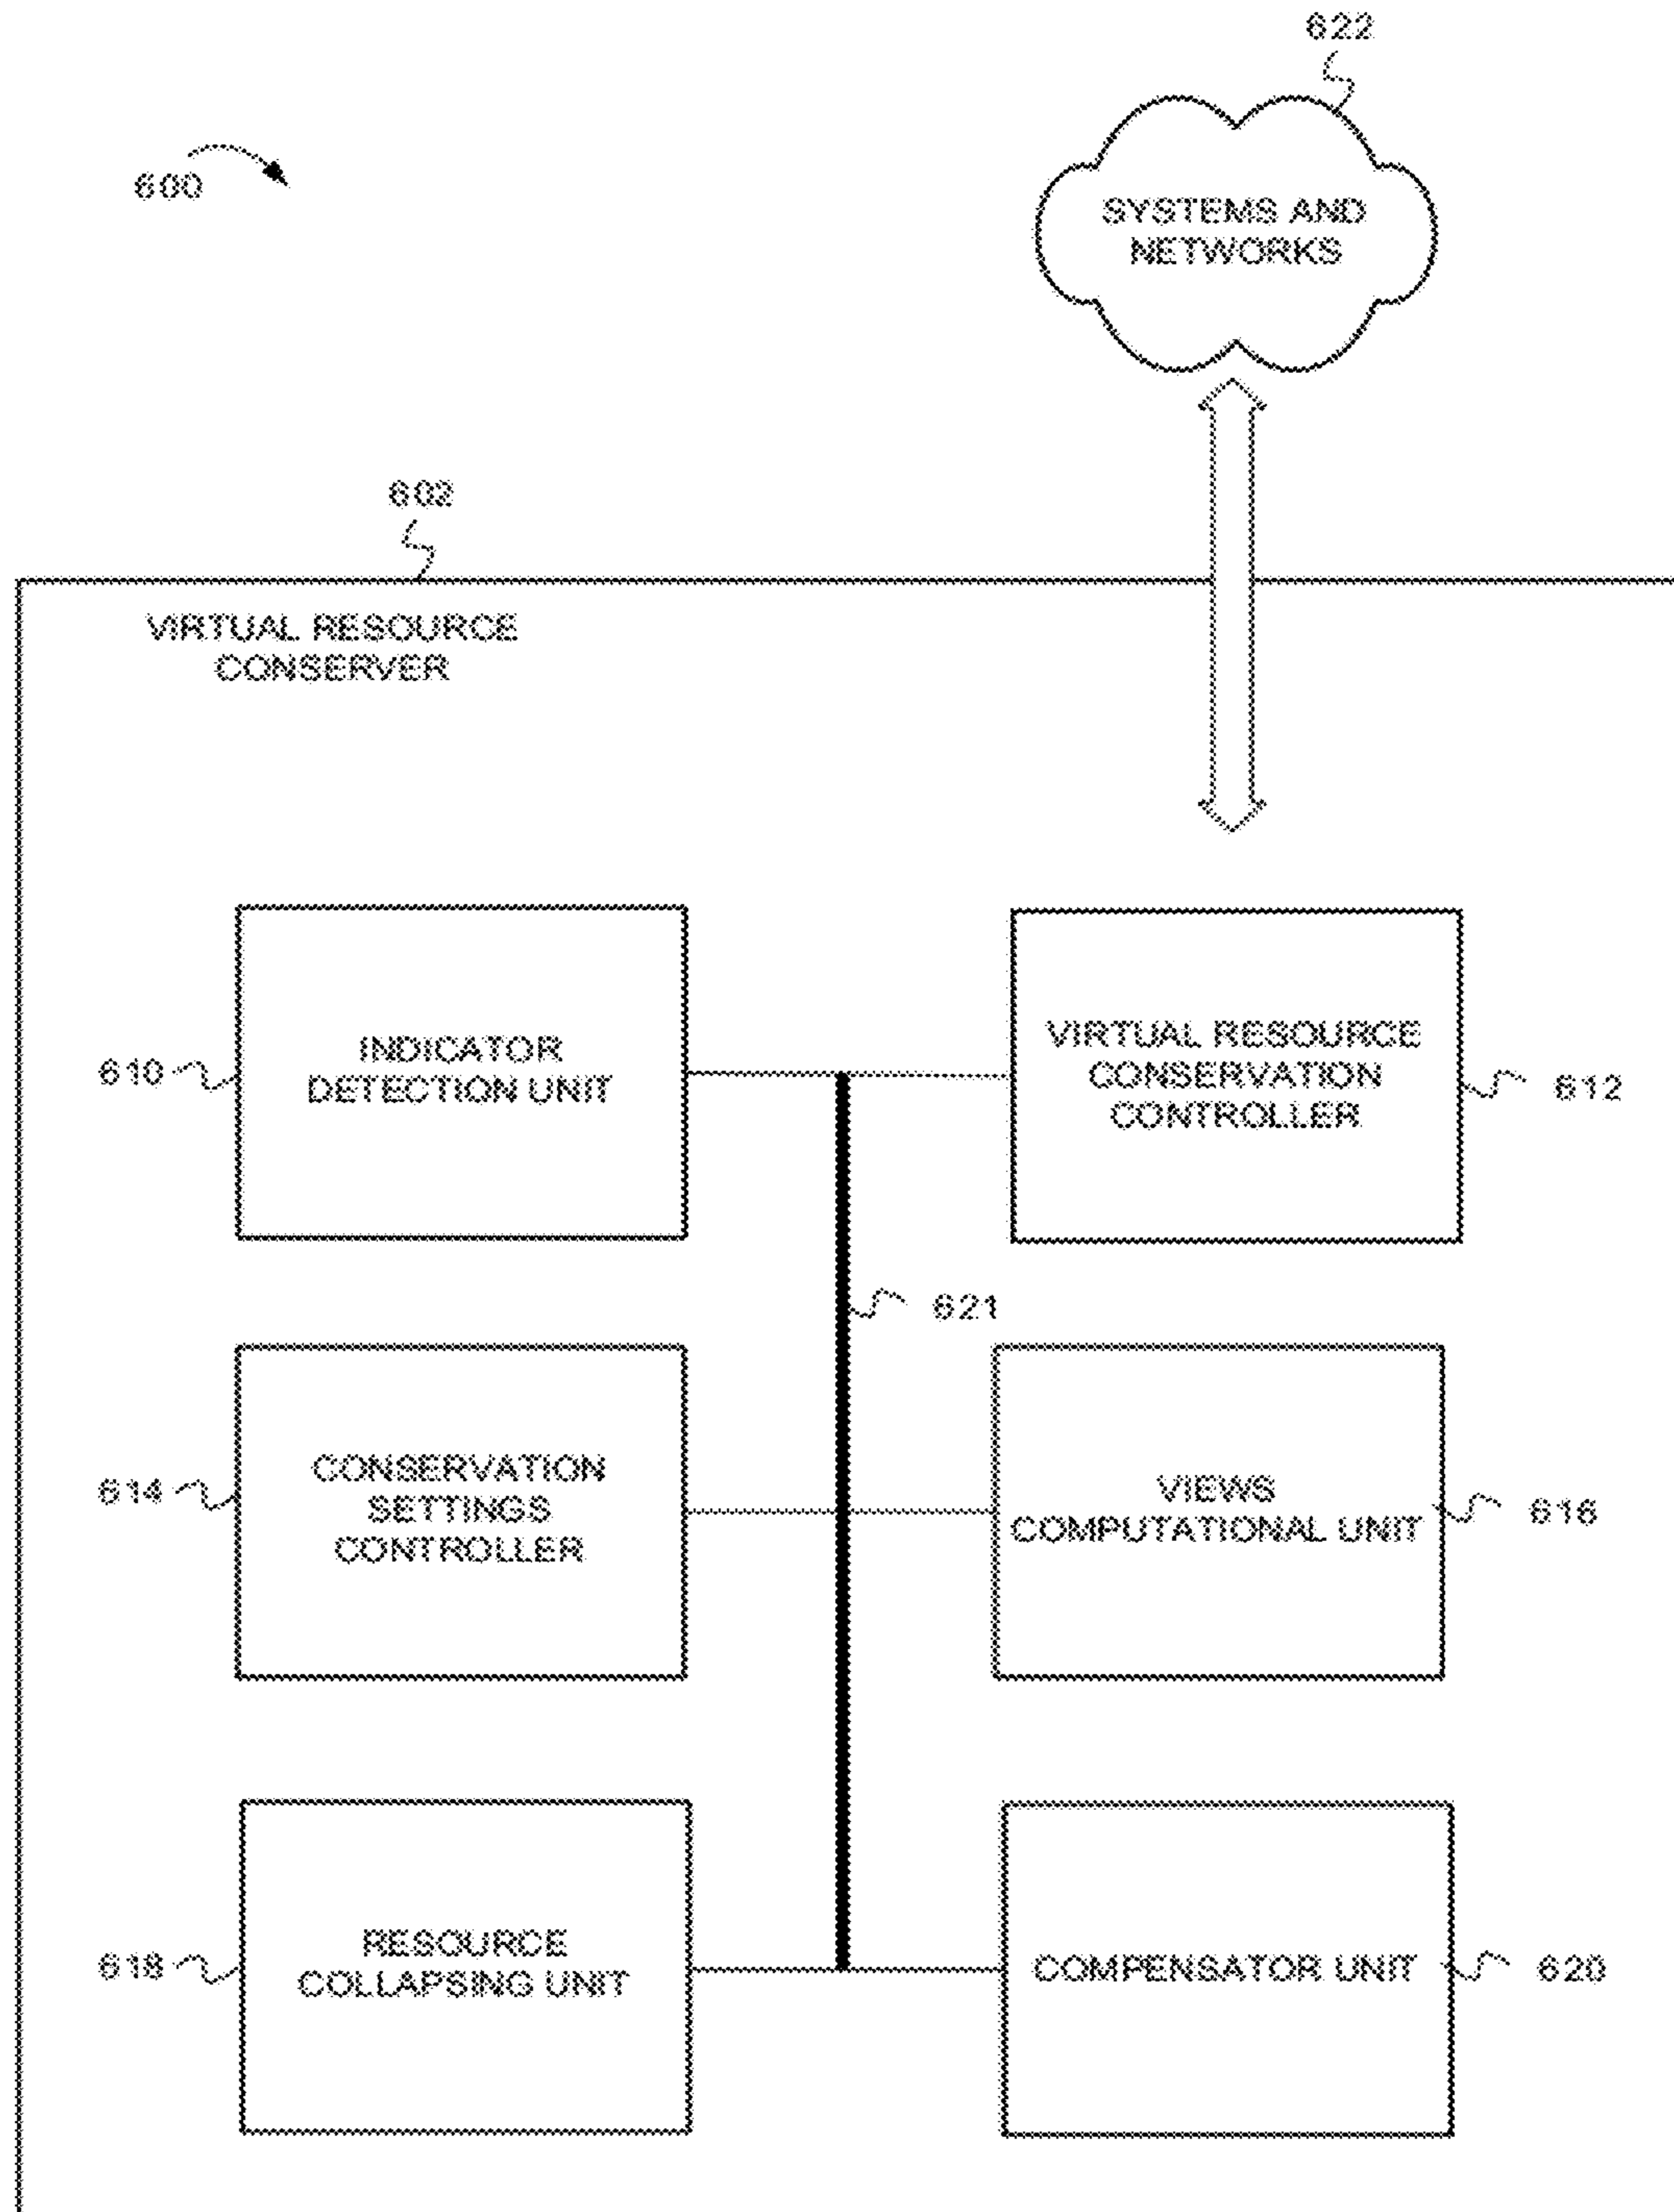 622
600
SYSTEMS AND
NETWORKS
602
VIRTUAL RESOURCE
CONSERVER
610
INDICATOR
DETECTION UNIT
VIRTUAL RESOURCE
CONSERVATION
CONTROLLER
612
621
614
CONSERVATION
SETTINGS
CONTROLLER
VIEWS
COMPUTATIONAL UNIT
616
618
RESOURCE
COLLAPSING UNIT
COMPENSATOR UNIT
620